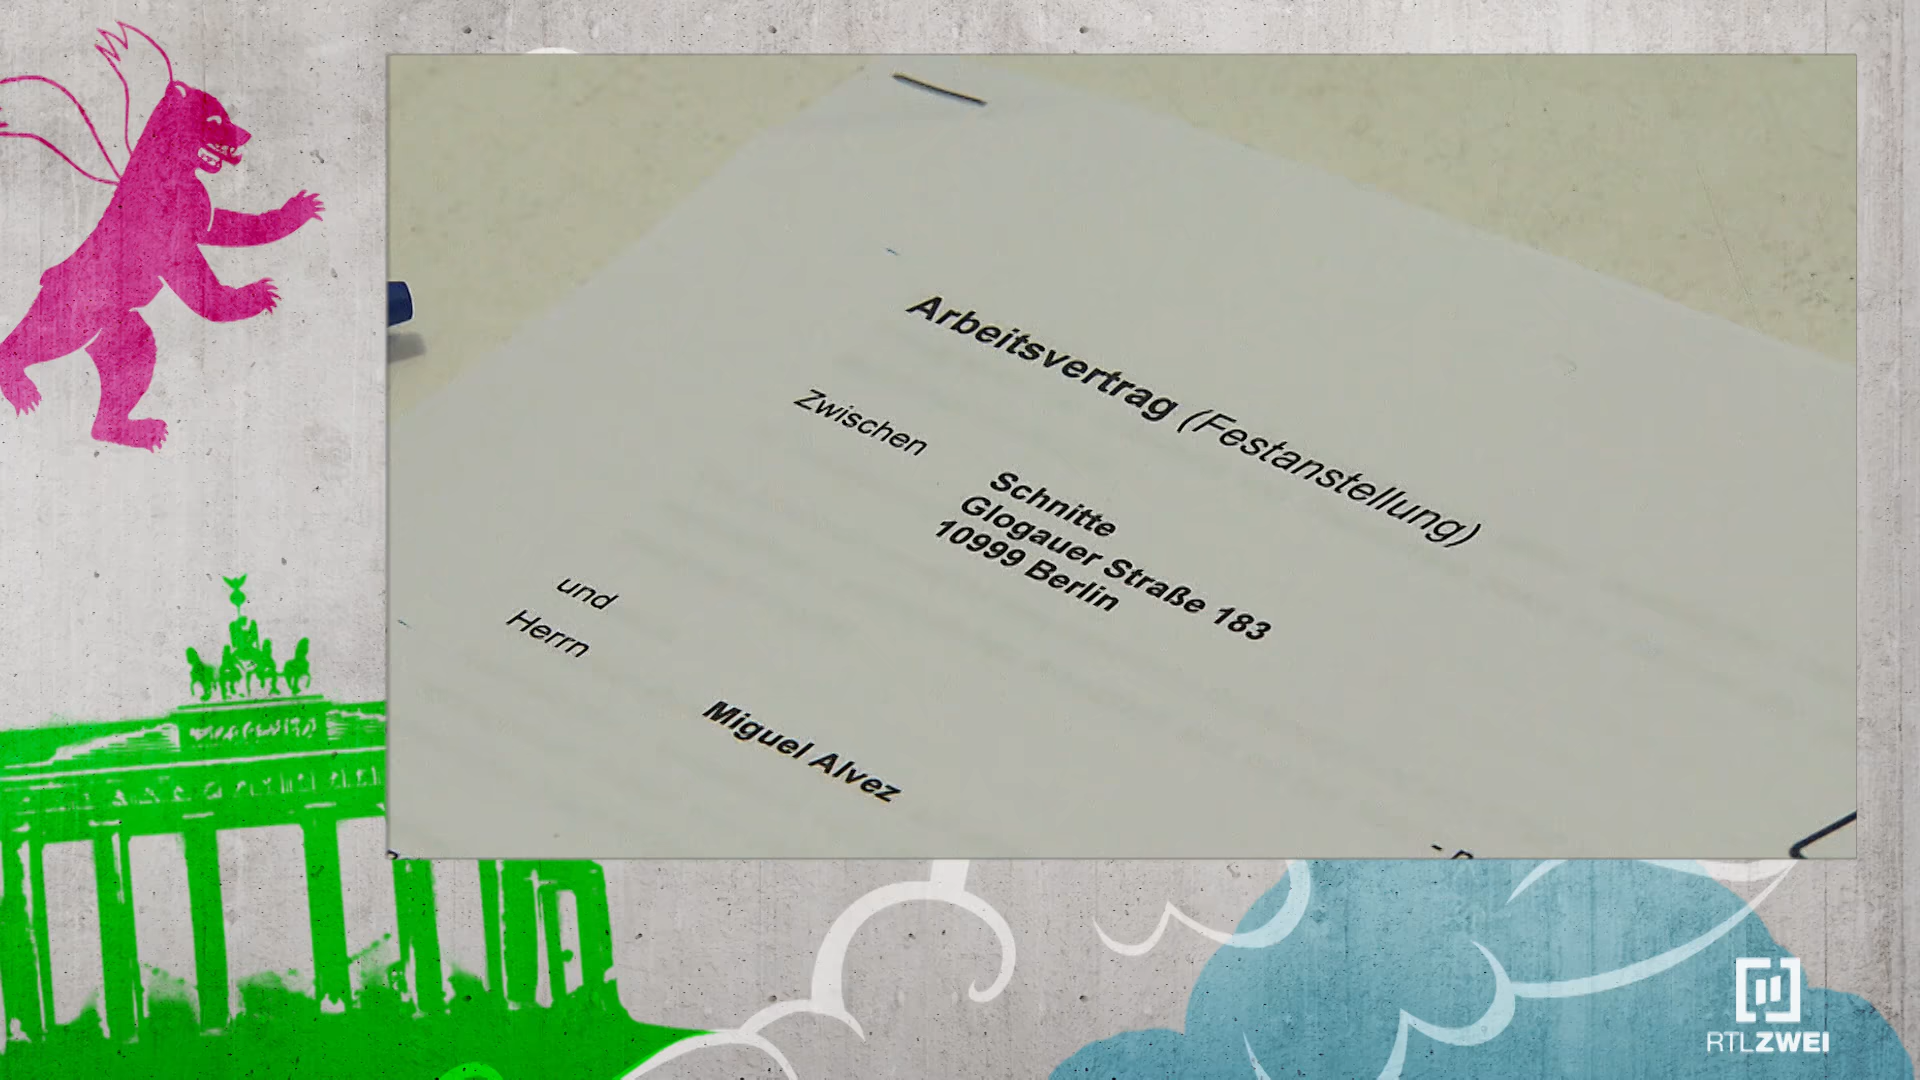 Arbeitsvertrag (Festanstellung)
Zwischen
Schnitte
Glogauer Straße 183
10999 Berlin
und
Herrn
Miguel Alvez
RTLZWEI